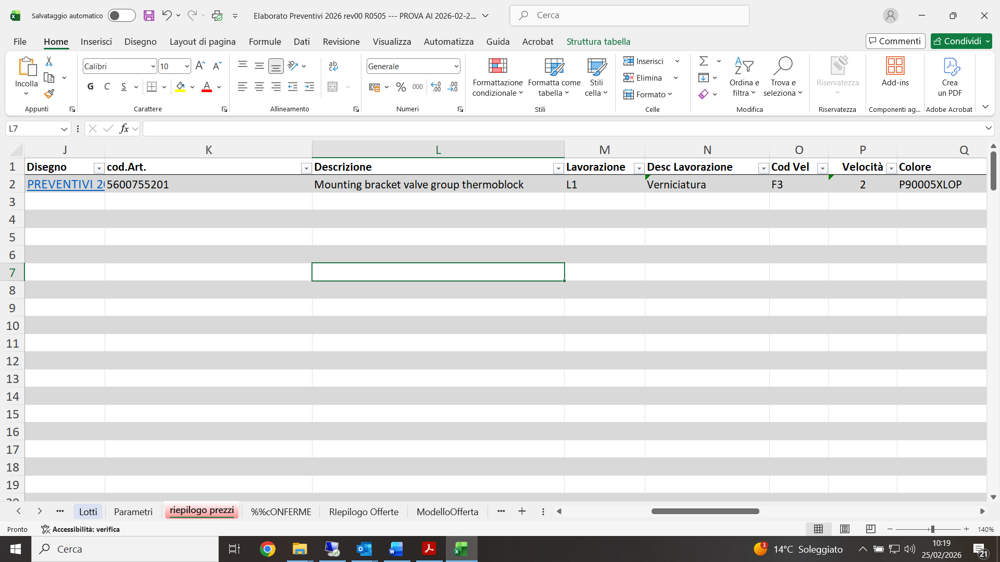 Salvataggio automatico
Elaborato Preventivi 2026 rev00 R0505 --- PROVA AI 2026-02-2...
Cerca
File Home Inserisci Disegno Layout di pagina Formule Dati Revisione Visualizza Automatizza Guida Acrobat Struttura tabella
Commenti Condividi
Incolla
Calibri 10
G C S
ab
Generale
% 000
Formattazione condizionale
Formatta come tabella
Stili cella
Inserisci
Elimina
Formato
Ordina e filtra
Trova e seleziona
Riservatezza
Add-ins
Crea un PDF
Appunti Carattere Allineamento Numeri Stili Celle Modifica Riservatezza Componenti ag... Adobe Acrobat
L7 fx
J K L M N O P Q
1 Disegno cod.Art. Descrizione Lavorazione Desc Lavorazione Cod Vel Velocità Colore
2 PREVENTIVI 20 5600755201 Mounting bracket valve group thermoblock L1 Verniciatura F3 2 P90005XLOP
3
4
5
6
7
8
9
10
11
12
13
14
15
16
17
18
19
20
Lotti Parametri riepilogo prezzi %%cONFERME RIepilogo Offerte ModelloOfferta
Pronto Accessibilità: verifica 140%
Cerca
3 14°C Soleggiato
10:19
25/02/2026
21